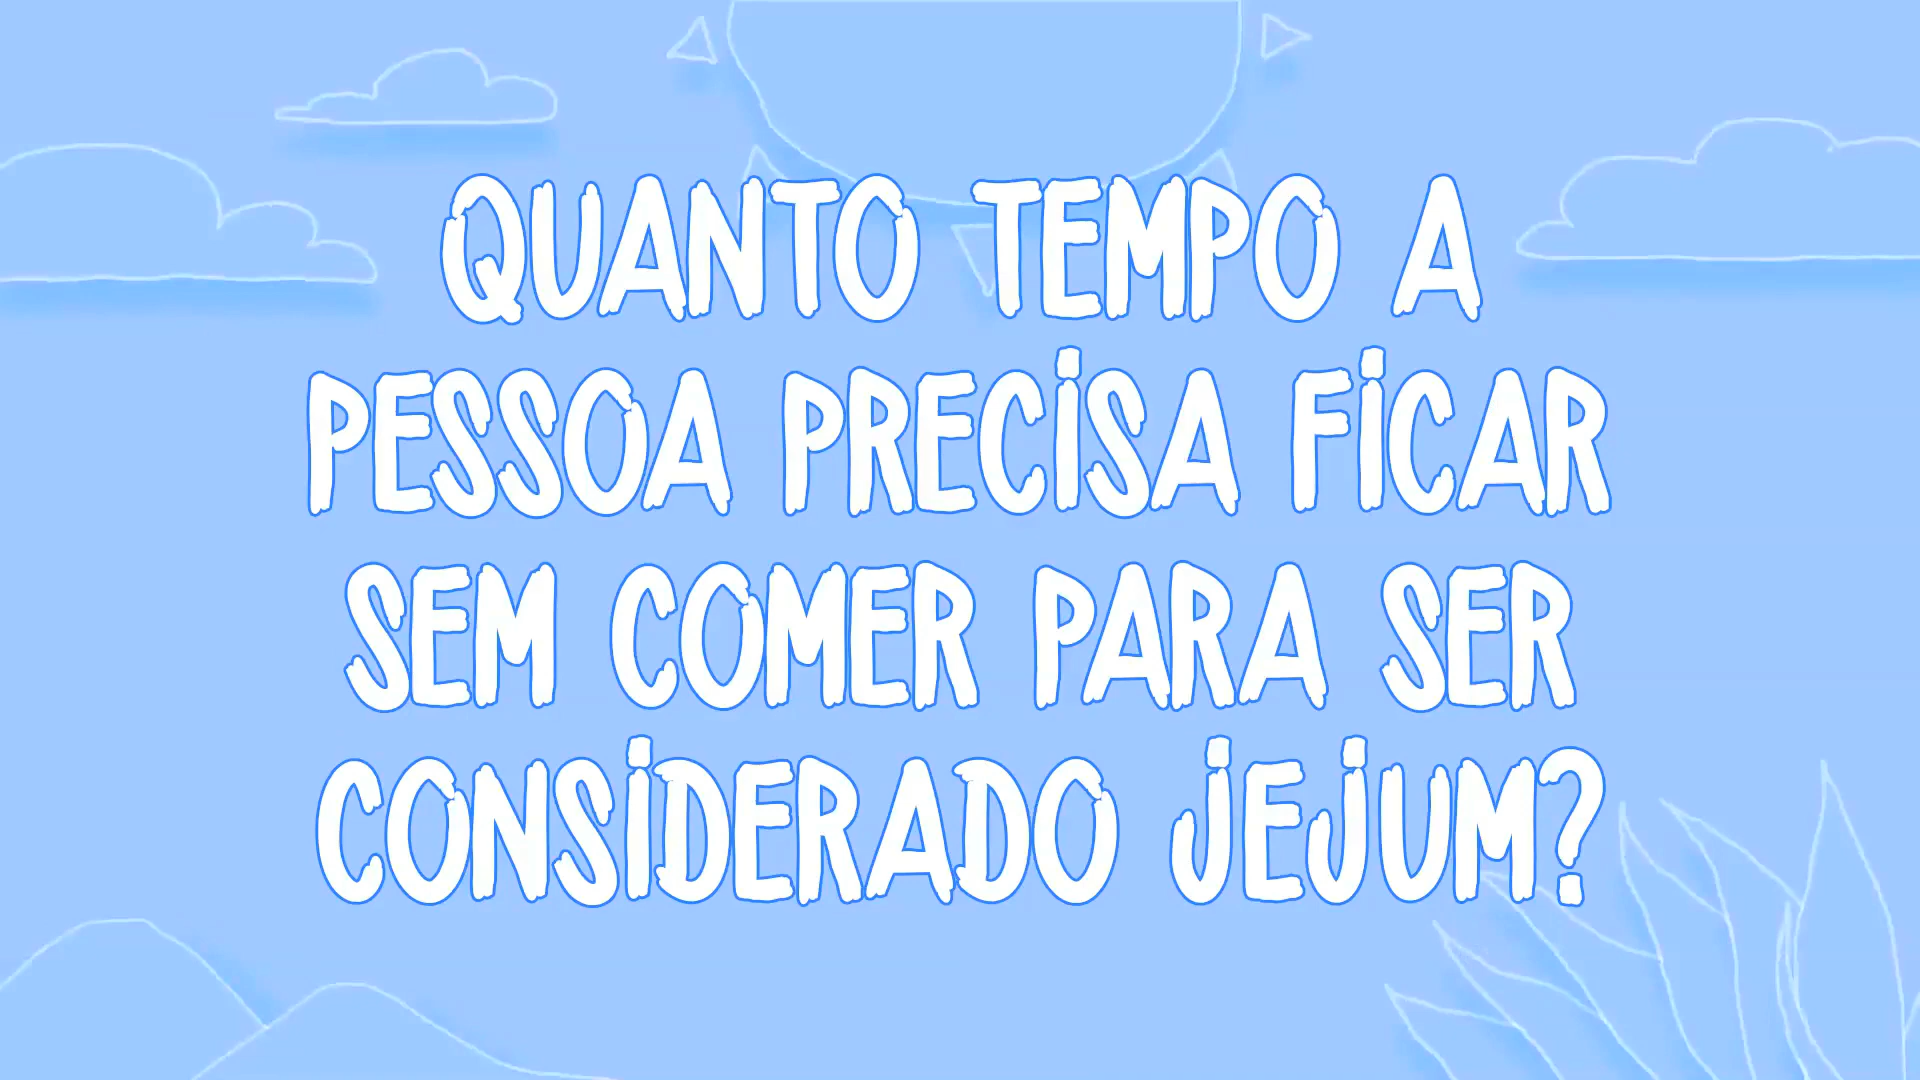 QUANTO TEMPO A
PESSOA PRECISA FICAR
SEM COMER PARA SER
CONSIDERADO JEJUM?